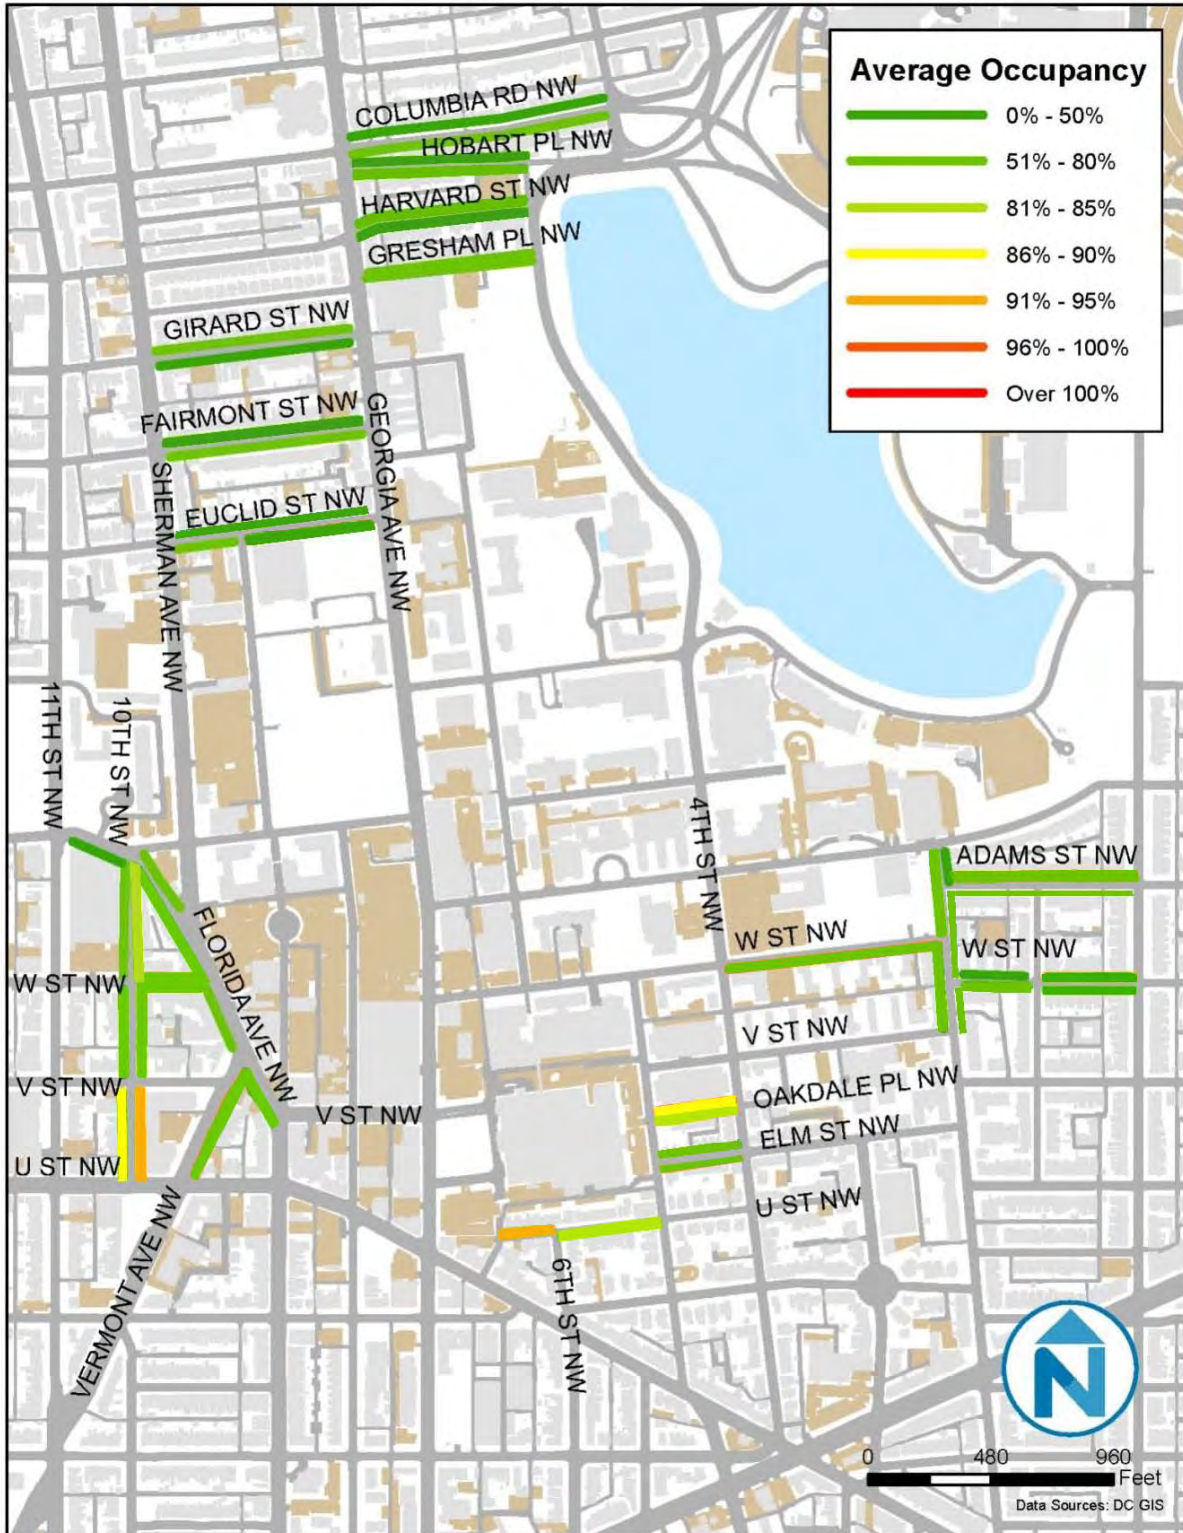 Average Occupancy
0% - 50%
51% - 80%
81% - 85%
86% - 90%
91% - 95%
96% - 100%
Over 100%
COLUMBIA RD NW
HOBART PL NW
HARVARD ST NW
GRESHAM PL NW
GIRARD ST NW
FAIRMONT ST NW
GEORGIA AVE NW
SHERMAN AVE NW
EUCLID ST NW
11TH ST NW
10TH ST NW
4TH ST NW
ADAMS ST NW
FLORIDA AVE NW
W ST NW
W ST NW
W ST NW
V ST NW
V ST NW
V ST NW
OAKDALE PL NW
ELM ST NW
U ST NW
U ST NW
VERMONT AVE NW
6TH ST NW
N
0 480 960
Feet
Data Sources: DC GIS